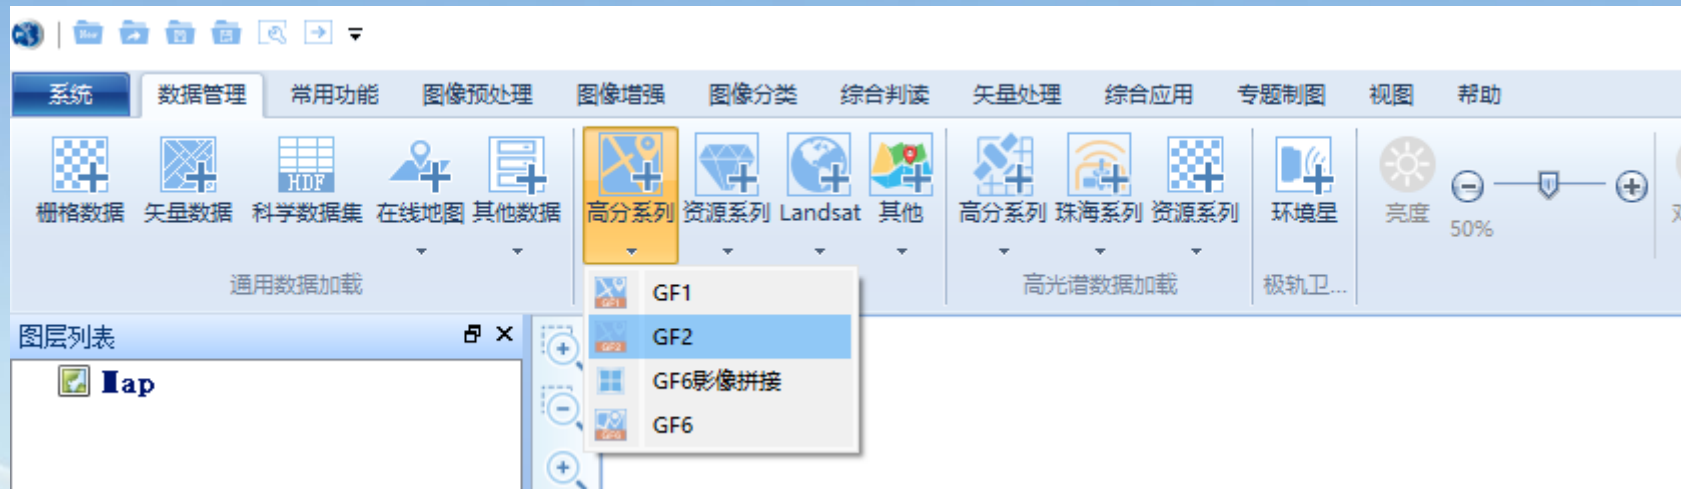 New
系统 数据管理 常用功能 图像预处理 图像增强 图像分类 综合判读 矢量处理 综合应用 专题制图 视图 帮助
HDF
栅格数据 矢量数据 科学数据集 在线地图 其他数据 高分系列 资源系列 Landsat 其他 高分系列 珠海系列 资源系列 环境星 亮度 50%
通用数据加载 高光谱数据加载 极轨卫...
GF1 GF1
图层列表
GF2 GF2
Map
GF6影像拼接
GF6 GF6